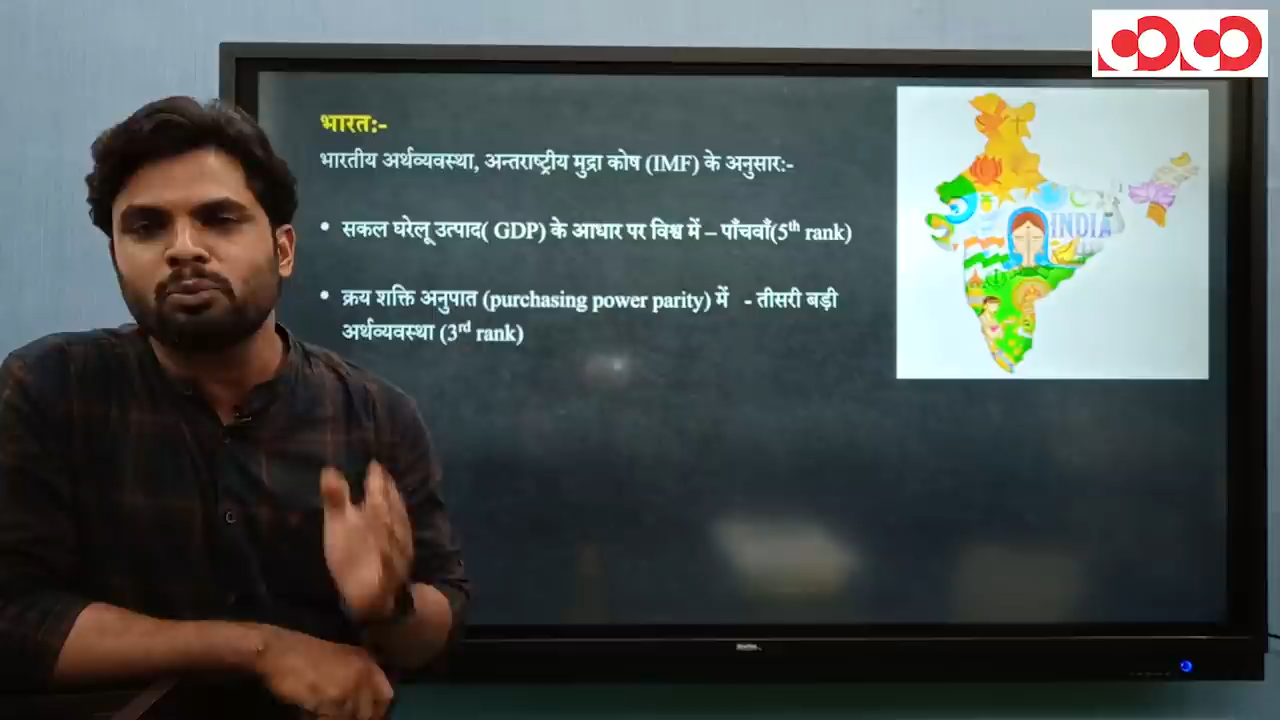 भारतः-
भारतीय अर्थव्यवस्था, अन्तराष्ट्रीय मुद्रा कोष (IMF) के अनुसार:-
• सकल घरेलू उत्पाद( GDP) के आधार पर विश्व में – पाँचवाँ(5th rank)
• क्रय शक्ति अनुपात (purchasing power parity) में - तीसरी बड़ी
अर्थव्यवस्था (3rd rank)
INDIA